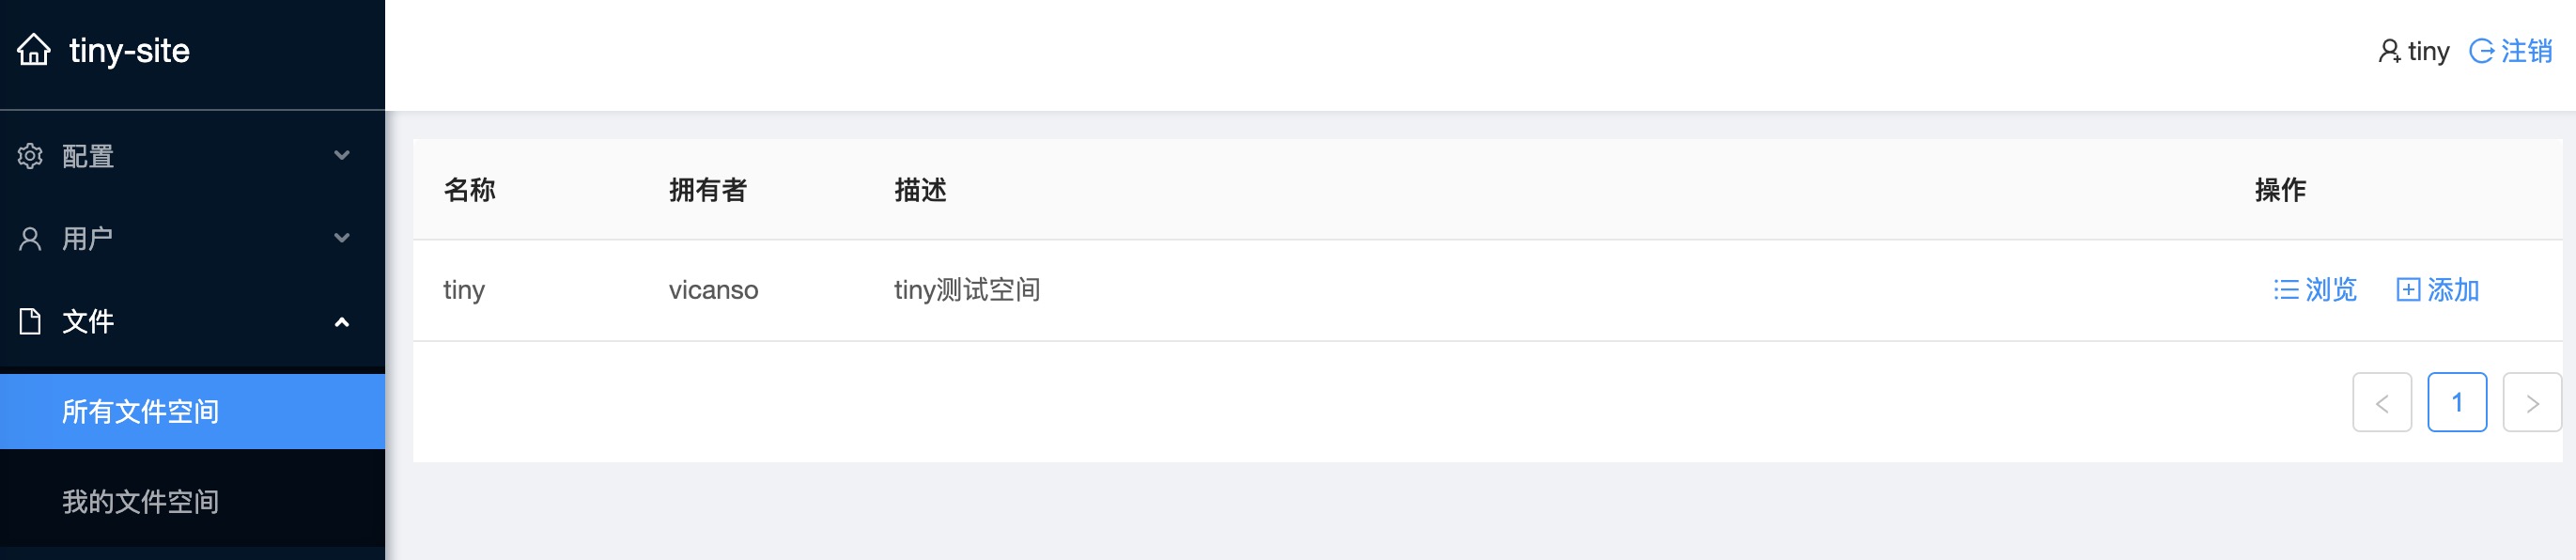 tiny-site
tiny 注销
配置
用户
文件
所有文件空间
我的文件空间
名称 拥有者 描述 操作
tiny vicanso tiny测试空间 浏览 添加
1